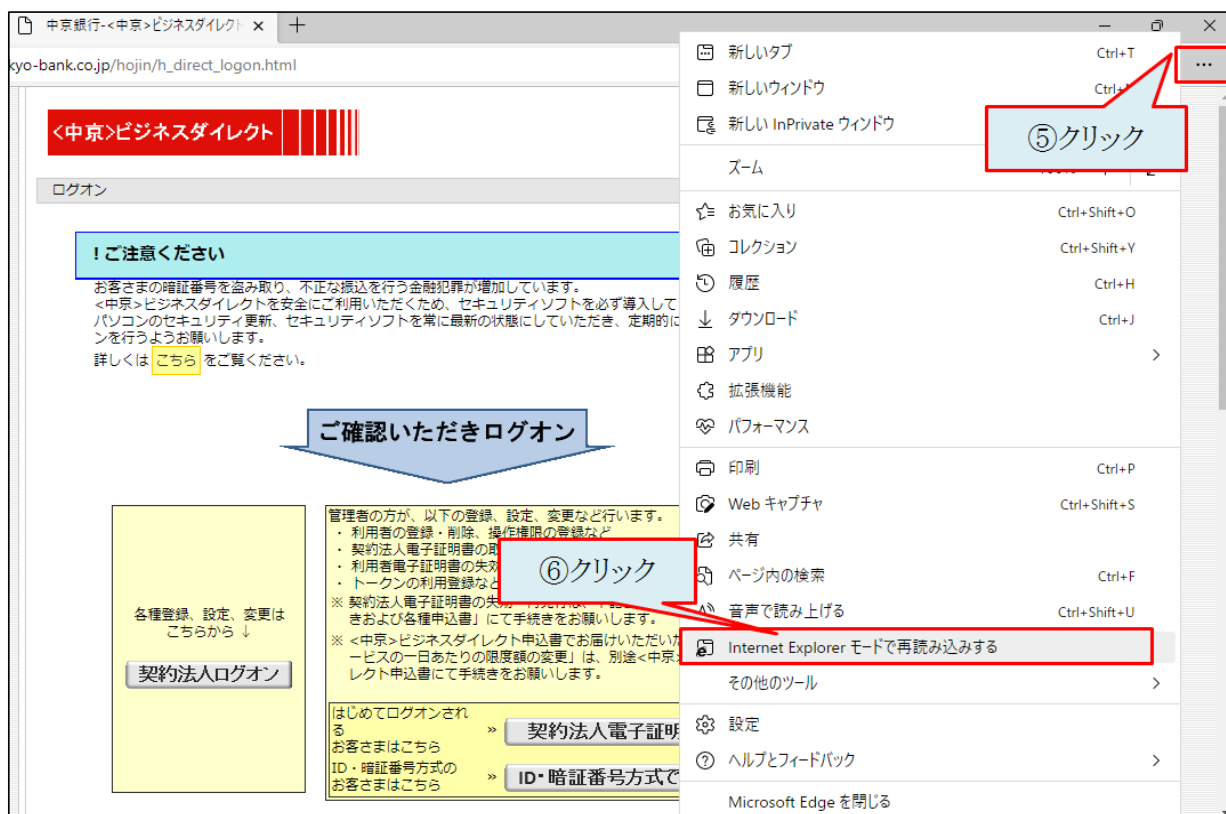 中京銀行-<中京>ビジネスダイレクト
kyo-bank.co.jp/hojin/h_direct_logon.html
<中京>ビジネスダイレクト
ログオン
!ご注意ください
お客さまの暗証番号を盗み取り、不正な振込を行う金融犯罪が増加しています。
<中京>ビジネスダイレクトを安全にご利用いただくため、セキュリティソフトを必ず導入して
パソコンのセキュリティ更新、セキュリティソフトを常に最新の状態にしていただき、定期的に
ンを行うようお願いします。
詳しくは こちら をご覧ください。
ご確認いただきログオン
各種登録、設定、変更は
こちらから ↓
契約法人ログオン
管理者の方が、以下の登録、設定、変更など行います。
・ 利用者の登録・削除、操作権限の登録など
・ 契約法人電子証明書の取
・ 利用者電子証明書の失効
・ トークンの利用登録など
※ 契約法人電子証明書の失効・再発行は、下記
きおよび各種申込書」にて手続きをお願いします。
※ <中京>ビジネスダイレクト申込書でお届けいただいた
ービスの一日あたりの限度額の変更」は、別途<中京>
レクト申込書にて手続きをお願いします。
はじめてログオンされ
る
お客さまはこちら
» 契約法人電子証明
ID・暗証番号方式の
お客さまはこちら
» ID・暗証番号方式で
新しいタブ Ctrl+T
新しいウィンドウ Ctrl+
新しい InPrivate ウィンドウ
ズーム
お気に入り Ctrl+Shift+O
コレクション Ctrl+Shift+Y
履歴 Ctrl+H
ダウンロード Ctrl+J
アプリ
拡張機能
パフォーマンス
印刷 Ctrl+P
Web キャプチャ Ctrl+Shift+S
共有
ページ内の検索 Ctrl+F
音声で読み上げる Ctrl+Shift+U
Internet Explorer モードで再読み込みする
その他のツール
設定
ヘルプとフィードバック
Microsoft Edge を閉じる
⑤クリック
⑥クリック